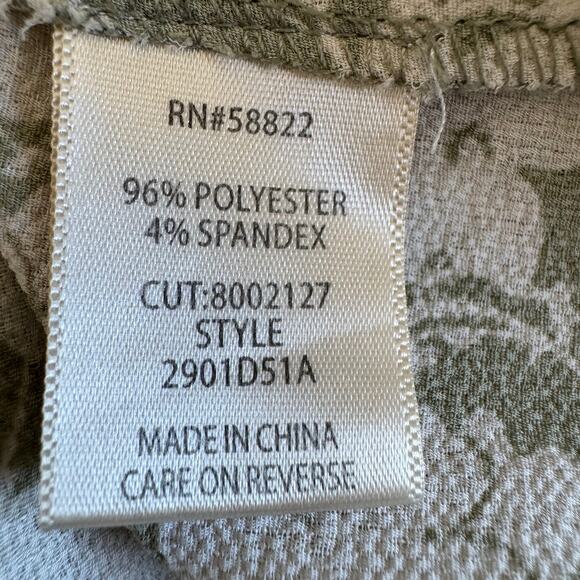 RN#58822
96% POLYESTER
4% SPANDEX
CUT:8002127
STYLE
2901D51A
MADE IN CHINA
CARE ON REVERSE